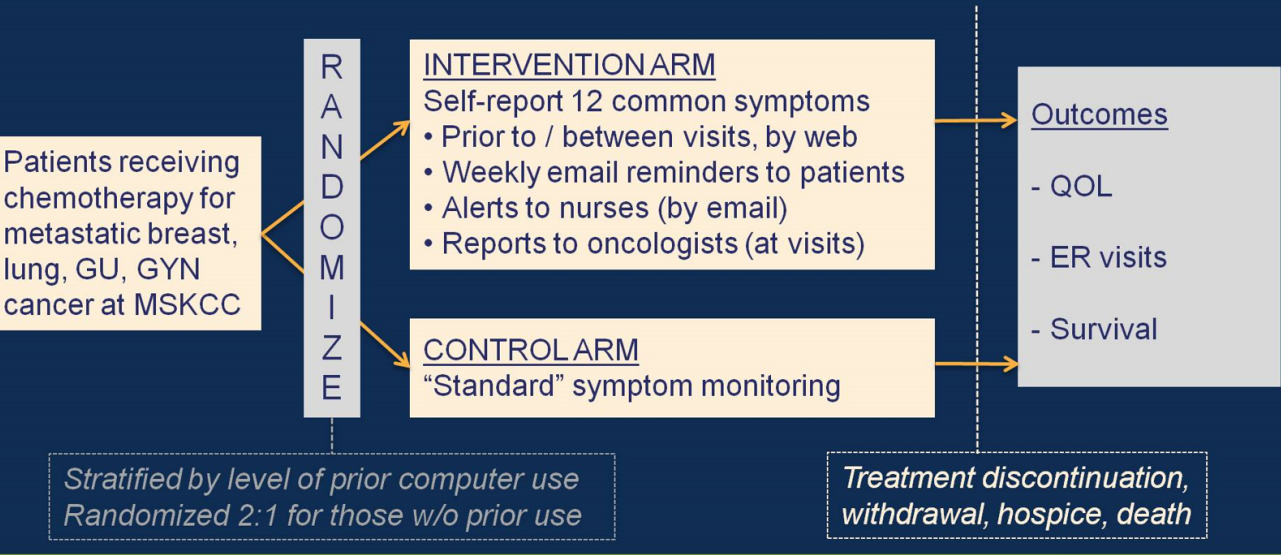 Patients receiving
chemotherapy for
metastatic breast,
lung, GU, GYN
cancer at MSKCC
R
A
N
D
O
M
I
Z
E
INTERVENTION ARM
Self-report 12 common symptoms
• Prior to / between visits, by web
• Weekly email reminders to patients
• Alerts to nurses (by email)
• Reports to oncologists (at visits)
CONTROL ARM
“Standard” symptom monitoring
Outcomes
- QOL
- ER visits
- Survival
Stratified by level of prior computer use
Randomized 2:1 for those w/o prior use
Treatment discontinuation,
withdrawal, hospice, death